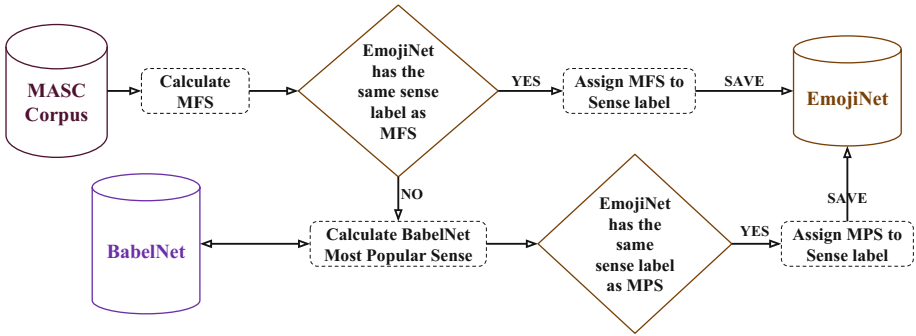 MASC
Corpus
Calculate
MFS
EmojiNet
has the
same sense
label as
MFS
YES
Assign MFS to
Sense label
SAVE
EmojiNet
NO
BabelNet
Calculate BabelNet
Most Popular Sense
EmojiNet
has the
same
sense label
as MPS
YES
Assign MPS to
Sense label
SAVE